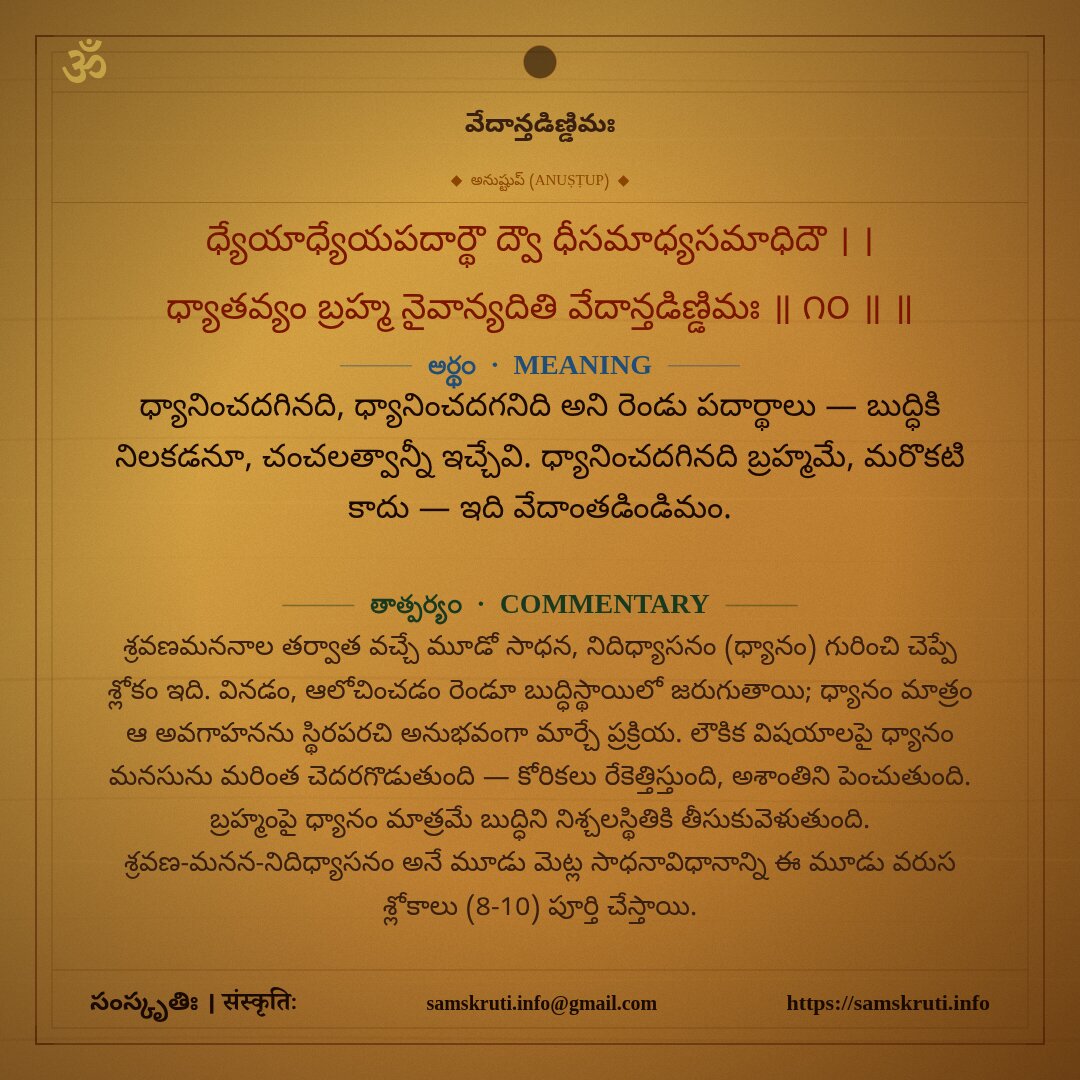 ॐ
వేదాన్తడిణ్డిమః
◆ అనుష్టుప్ (ANUṢṬUP) ◆
ధ్యేయాధ్యేయపదార్థౌ ద్వౌ ధీసమాధ్యసమాధిదౌ । ।
ధ్యాతవ్యం బ్రహ్మ నైవాన్యదితి వేదాన్తడిణ్డిమః ॥ ౧౦ ॥ ॥
అర్థం · MEANING
ధ్యానించదగినది, ధ్యానించదగనిది అని రెండు పదార్థాలు — బుద్ధికి
నిలకడనూ, చంచలత్వాన్నీ ఇచ్చేవి. ధ్యానించదగినది బ్రహ్మమే, మరొకటి
కాదు — ఇది వేదాంతడిండిమం.
తాత్పర్యం · COMMENTARY
శ్రవణమననాల తర్వాత వచ్చే మూడో సాధన, నిదిధ్యాసనం (ధ్యానం) గురించి చెప్పే
శ్లోకం ఇది. వినడం, ఆలోచించడం రెండూ బుద్ధిస్థాయిలో జరుగుతాయి; ధ్యానం మాత్రం
ఆ అవగాహనను స్థిరపరచి అనుభవంగా మార్చే ప్రక్రియ. లౌకిక విషయాలపై ధ్యానం
మనసును మరింత చెదరగొడుతుంది — కోరికలు రేకెత్తిస్తుంది, అశాంతిని పెంచుతుంది.
బ్రహ్మంపై ధ్యానం మాత్రమే బుద్ధిని నిశ్చలస్థితికి తీసుకువెళుతుంది.
శ్రవణ-మనన-నిదిధ్యాసనం అనే మూడు మెట్ల సాధనావిధానాన్ని ఈ మూడు వరుస
శ్లోకాలు (8-10) పూర్తి చేస్తాయి.
సంస్కృతిః | संस्कृतिः samskruti.info@gmail.com https://samskruti.info